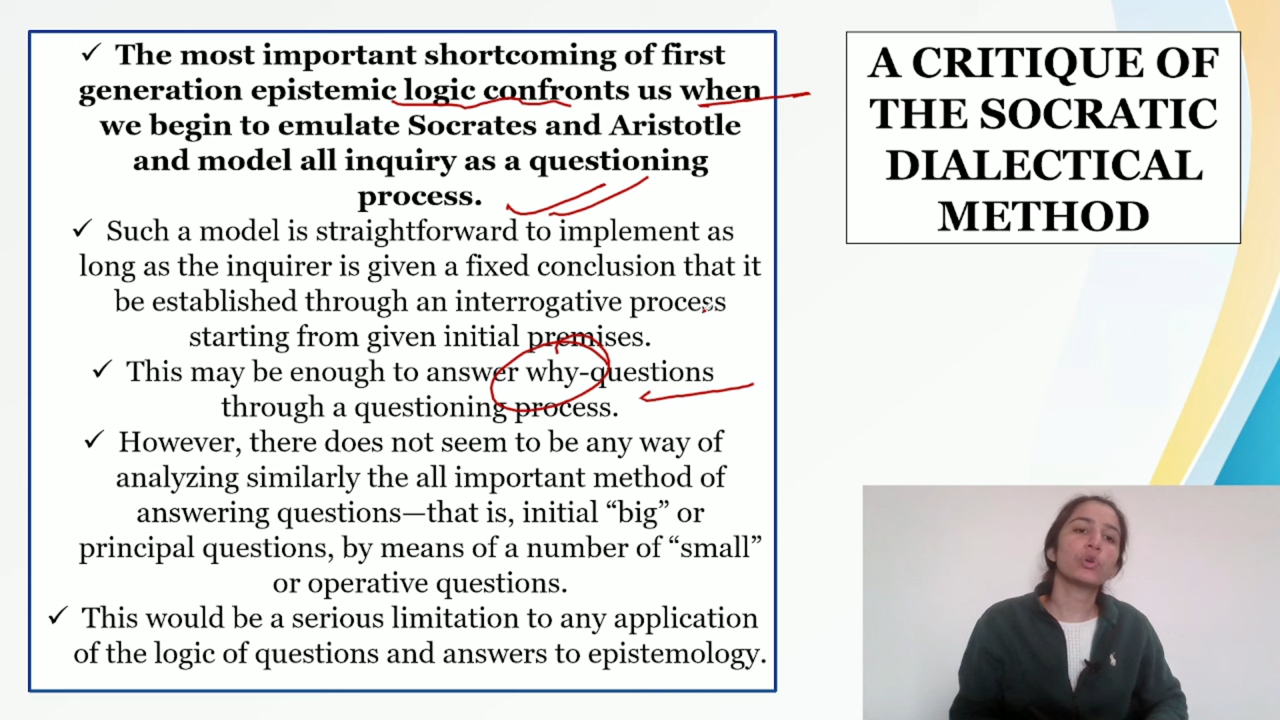 ✓ The most important shortcoming of first
generation epistemic logic confronts us when
we begin to emulate Socrates and Aristotle
and model all inquiry as a questioning
process.
✓ Such a model is straightforward to implement as
long as the inquirer is given a fixed conclusion that it
be established through an interrogative process
starting from given initial premises.
✓ This may be enough to answer why-questions
through a questioning process.
✓ However, there does not seem to be any way of
analyzing similarly the all important method of
answering questions—that is, initial “big” or
principal questions, by means of a number of “small”
or operative questions.
✓ This would be a serious limitation to any application
of the logic of questions and answers to epistemology.
A CRITIQUE OF
THE SOCRATIC
DIALECTICAL
METHOD